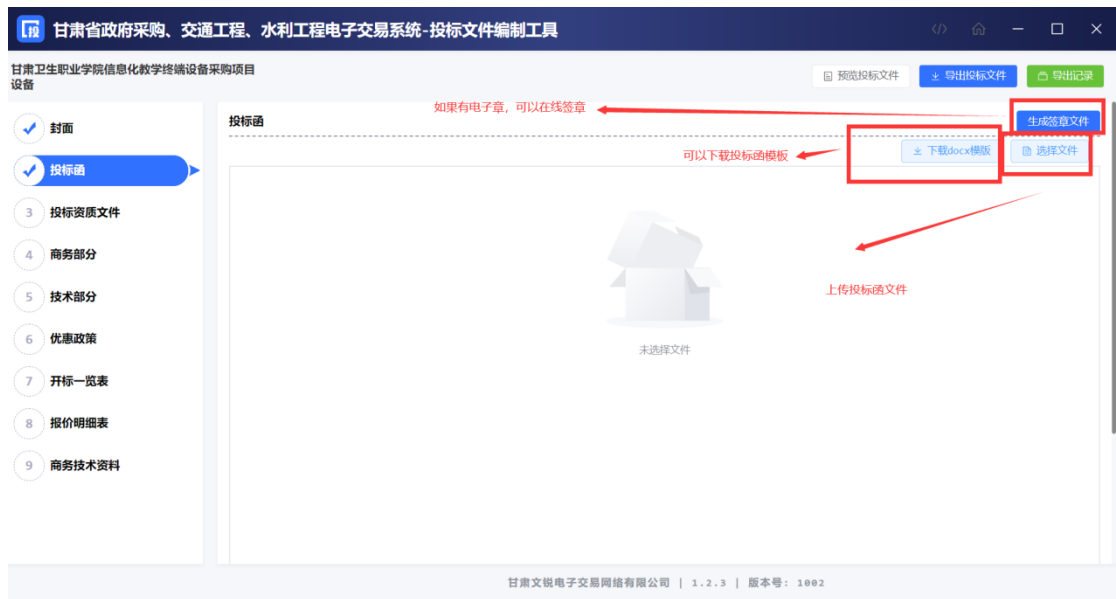 投 甘肃省政府采购、交通工程、水利工程电子交易系统-投标文件编制工具
甘肃卫生职业学院信息化教学终端设备采购项目
设备
预览投标文件 导出投标文件 导出记录
如果有电子章，可以在线签章
封面
投标函
生成签章文件
可以下载投标函模板
下载docx模版 选择文件
投标函
3 投标资质文件
4 商务部分
5 技术部分
上传投标函文件
6 优惠政策
未选择文件
7 开标一览表
8 报价明细表
9 商务技术资料
甘肃文锐电子交易网络有限公司 | 1.2.3 | 版本号: 1002